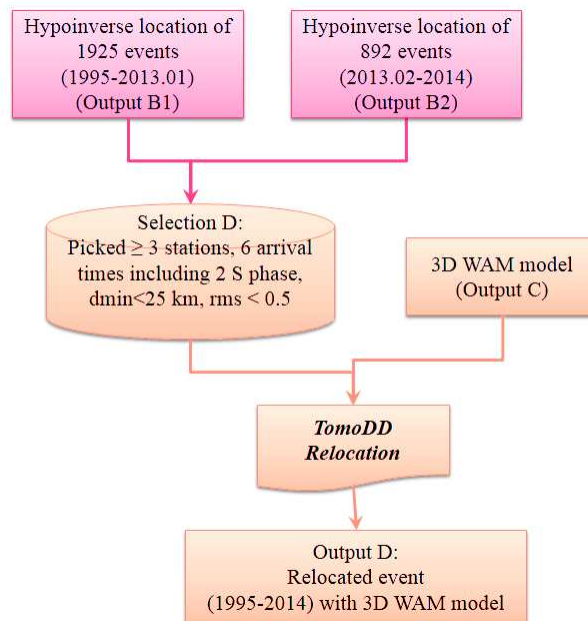 Hypoinverse location of
1925 events
(1995-2013.01)
(Output B1)
Hypoinverse location of
892 events
(2013.02-2014)
(Output B2)
Selection D:
Picked ≥ 3 stations, 6 arrival
times including 2 S phase,
dmin<25 km, rms < 0.5
3D WAM model
(Output C)
TomoDD
Relocation
Output D:
Relocated event
(1995-2014) with 3D WAM model